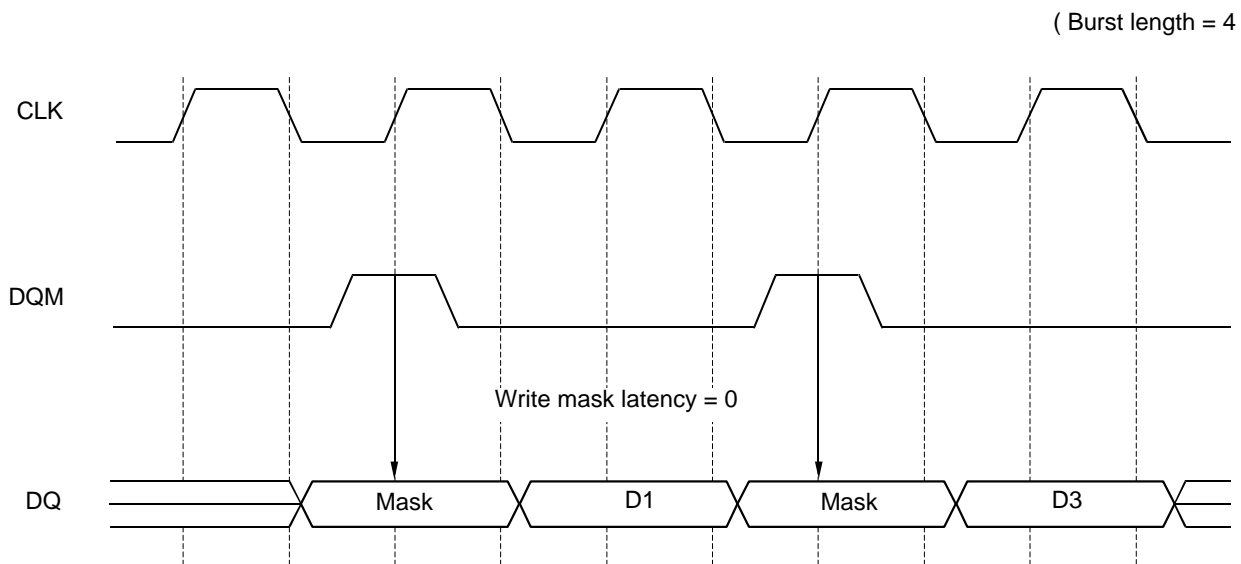 ( Burst length = 4
CLK
DQM
Write mask latency = 0
DQ
Mask
D1
Mask
D3